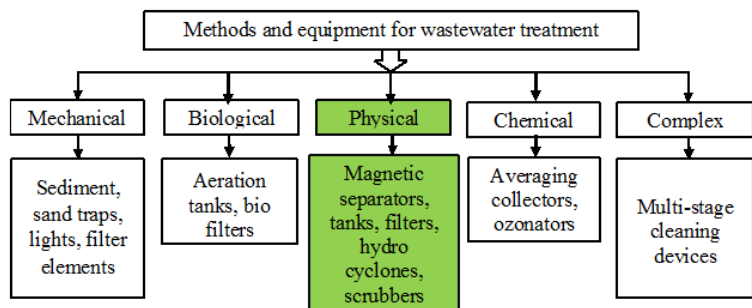 Methods and equipment for wastewater treatment
Mechanical
Biological
Physical
Chemical
Complex
Sediment,
sand traps,
lights, filter
elements
Aeration
tanks, bio
filters
Magnetic
separators,
tanks, filters,
hydro
cyclones,
scrubbers
Averaging
collectors,
ozonators
Multi-stage
cleaning
devices